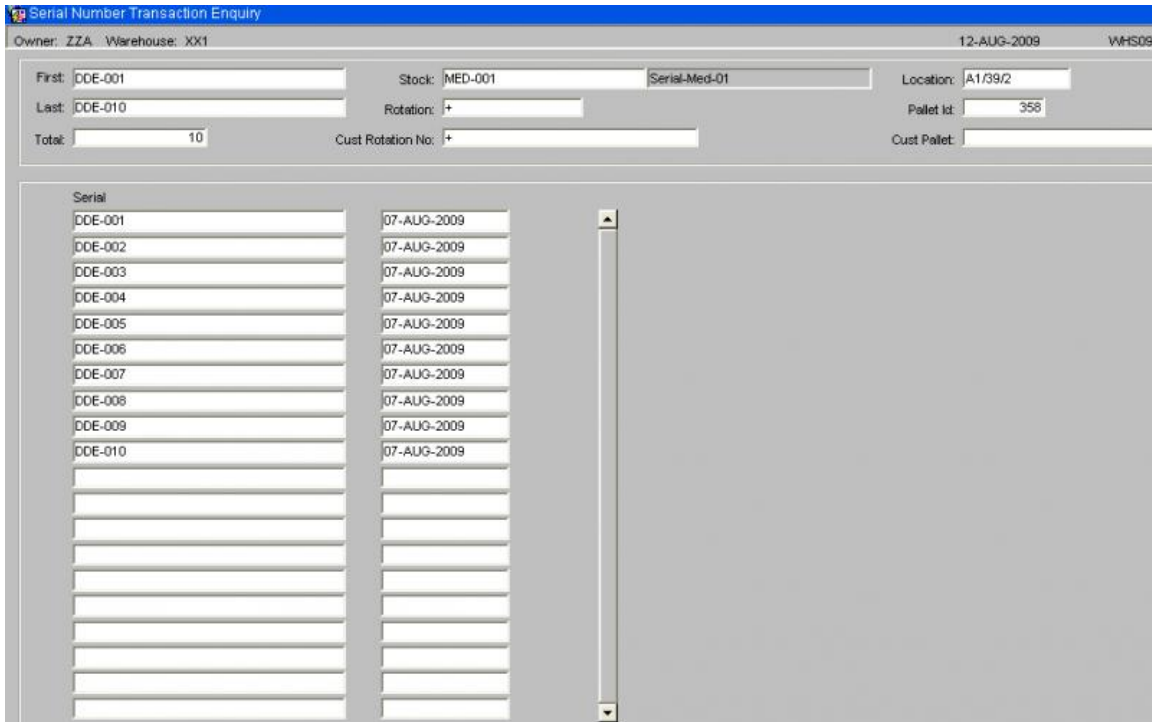 Serial Number Transaction Enquiry
Owner: ZZA Warehouse: XX1 12-AUG-2009 WHS09
First: DDE-001 Stock: MED-001 Serial-Med-01 Location: A1/39/2
Last: DDE-010 Rotation: + Pallet Id: 358
Total: 10 Cust Rotation No: + Cust Pallet:
Serial
DDE-001 07-AUG-2009
DDE-002 07-AUG-2009
DDE-003 07-AUG-2009
DDE-004 07-AUG-2009
DDE-005 07-AUG-2009
DDE-006 07-AUG-2009
DDE-007 07-AUG-2009
DDE-008 07-AUG-2009
DDE-009 07-AUG-2009
DDE-010 07-AUG-2009